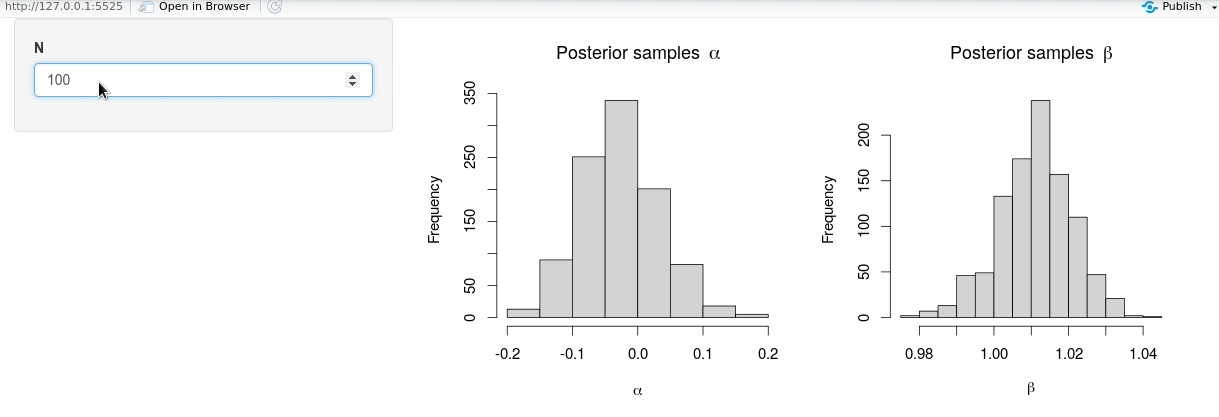 http://127.0.0.1:5525 Open in Browser Publish
N
100
Posterior samples α
Frequency
350
250
150
50
0
-0.2 -0.1 0.0 0.1 0.2
α
Posterior samples β
Frequency
200
150
100
50
0
0.98 1.00 1.02 1.04
β